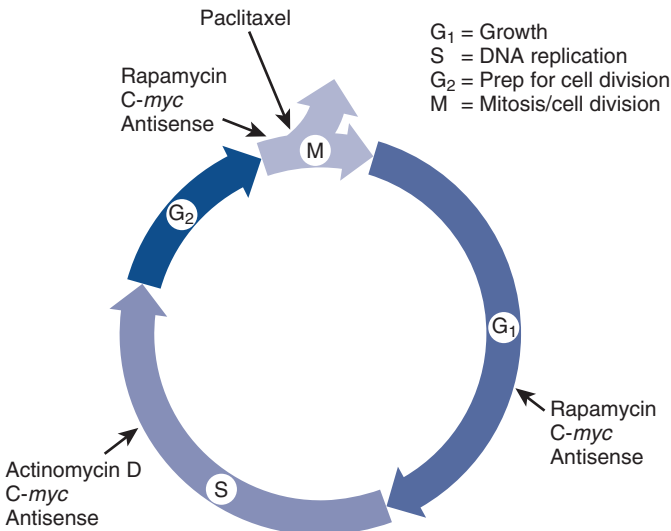 Paclitaxel
Rapamycin
C-myc
Antisense
G₁ = Growth
S = DNA replication
G₂ = Prep for cell division
M = Mitosis/cell division
M
G₂
G₁
Rapamycin
C-myc
Antisense
Actinomycin D
C-myc
Antisense
S